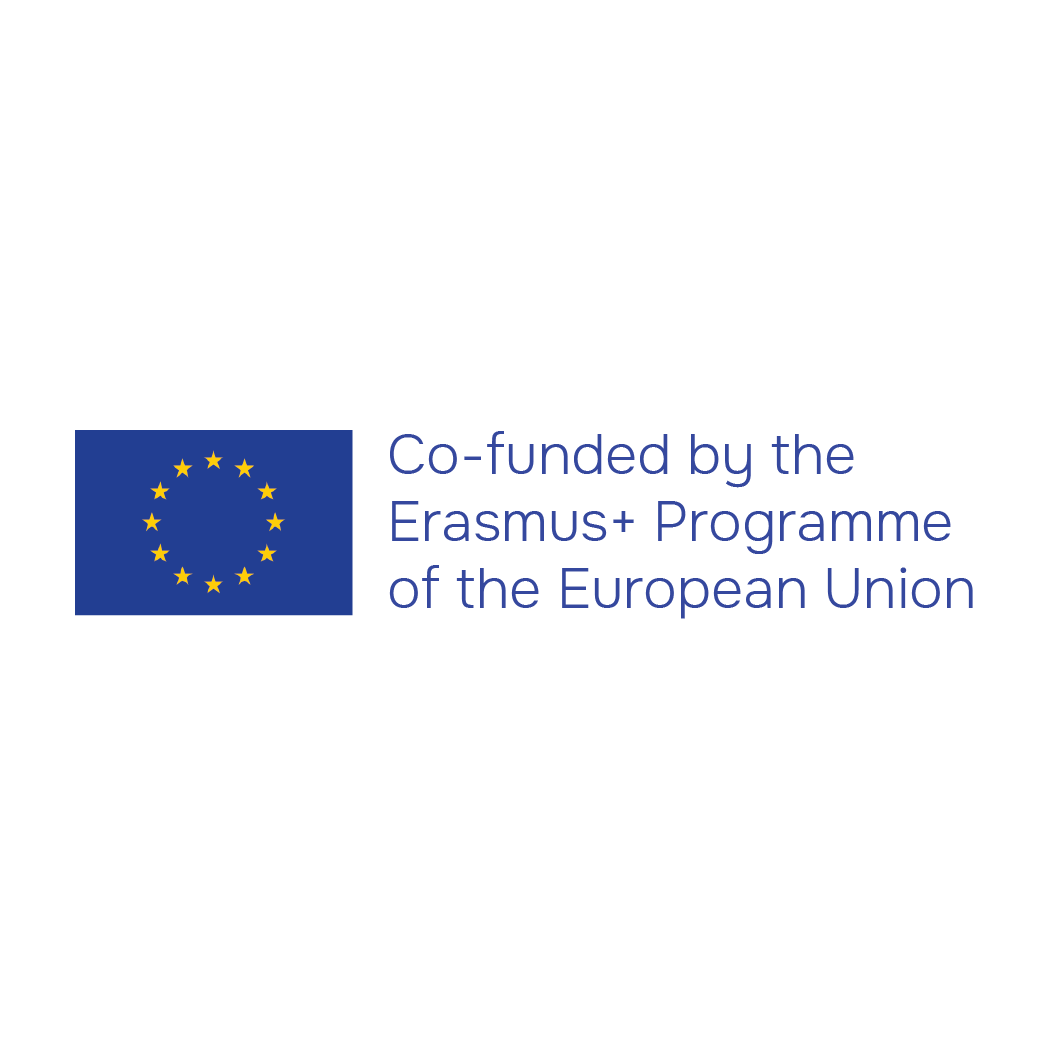 Co-funded by the
Erasmus+ Programme
of the European Union